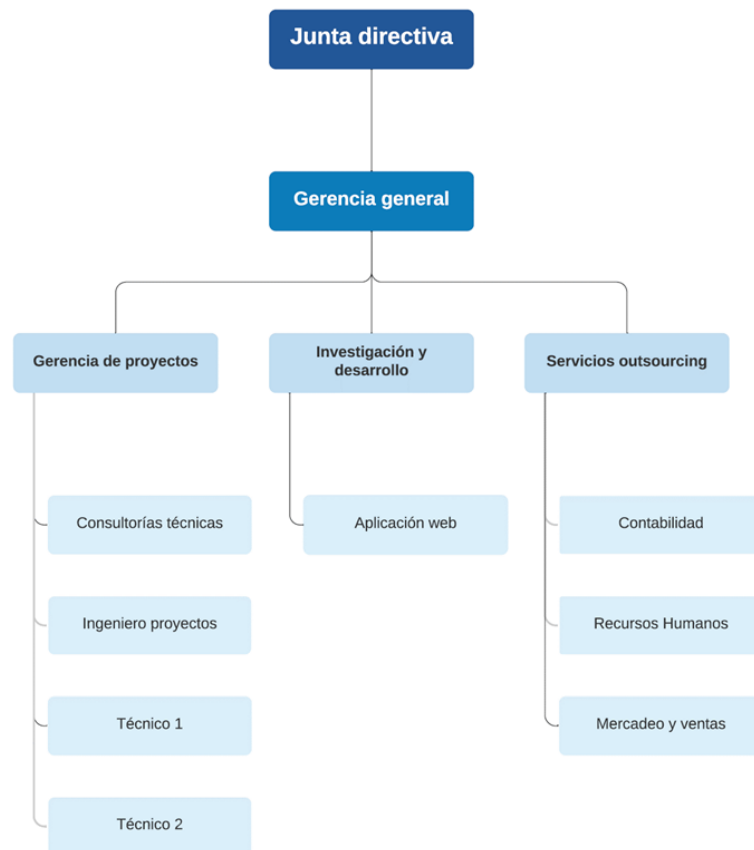 Junta directiva
Gerencia general
Gerencia de proyectos
Investigación y
desarrollo
Servicios outsourcing
Consultorías técnicas
Aplicación web
Contabilidad
Ingeniero proyectos
Recursos Humanos
Técnico 1
Mercadeo y ventas
Técnico 2